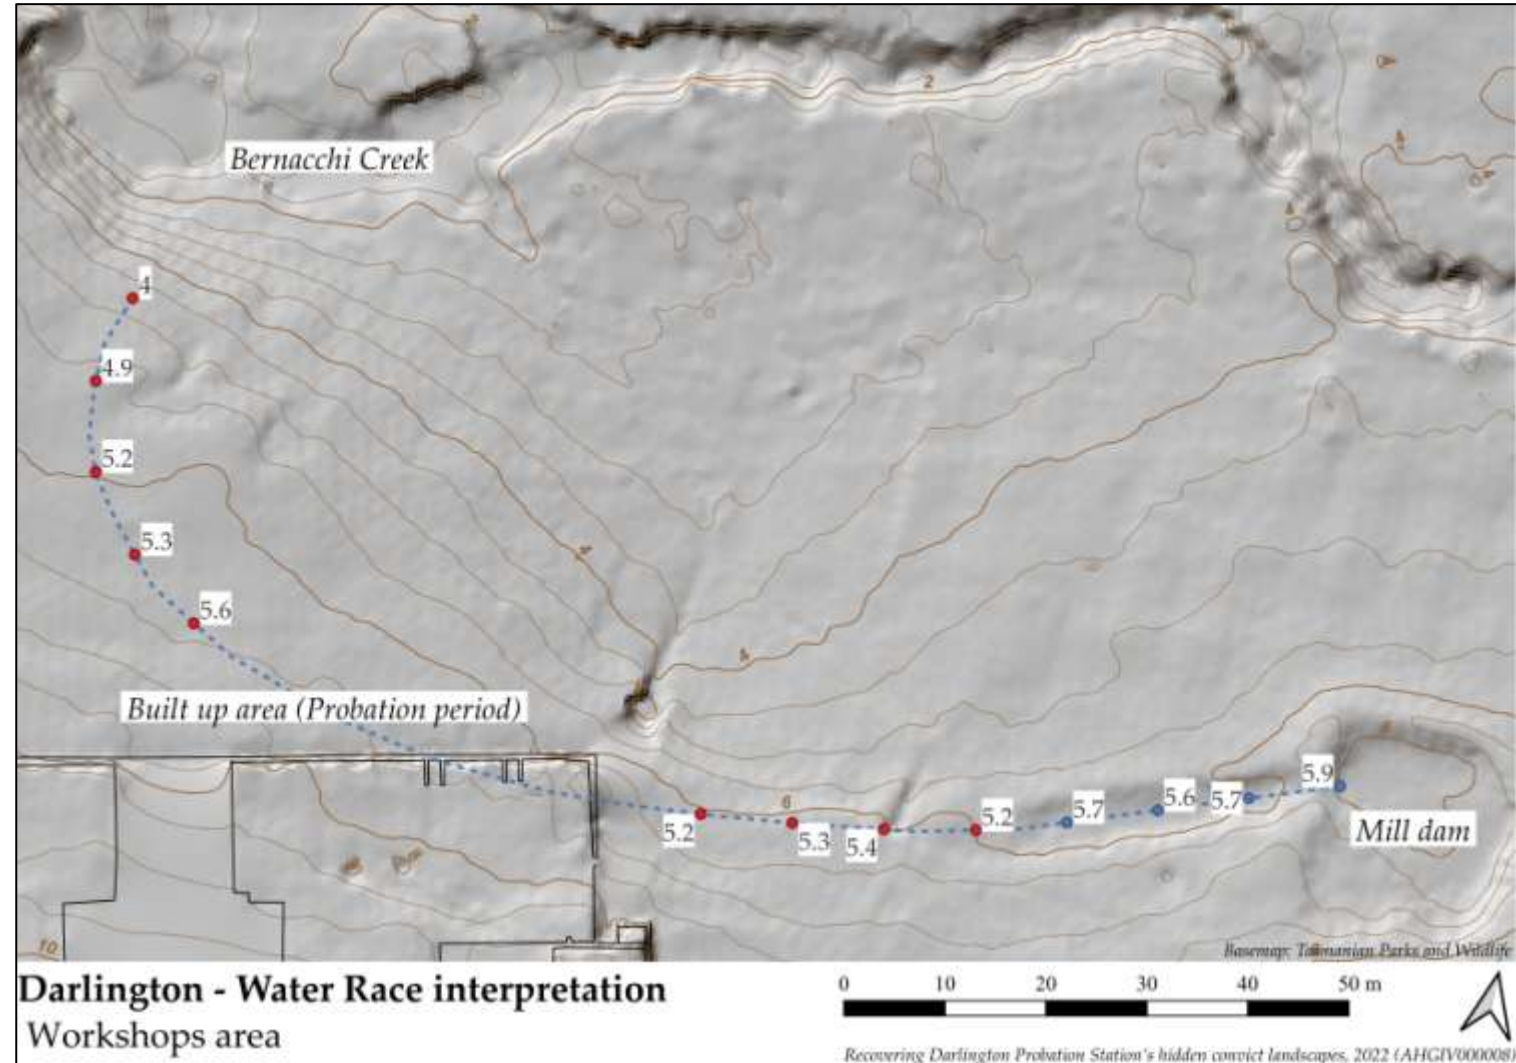 2
Bernacchi Creek
4
4.9
5.2
5.3
4
5.6
4
Built up area (Probation period)
5.9
6
5.6
5.7
5.2
5.7
5.2
5.3
5.4
Mill dam
10
Basemap: Tasmanian Parks and Wildlife
Darlington - Water Race interpretation
Workshops area
0 10 20 30 40 50 m
Recovering Darlington Probation Station's hidden convict landscapes, 2022 (AHGIV000008)